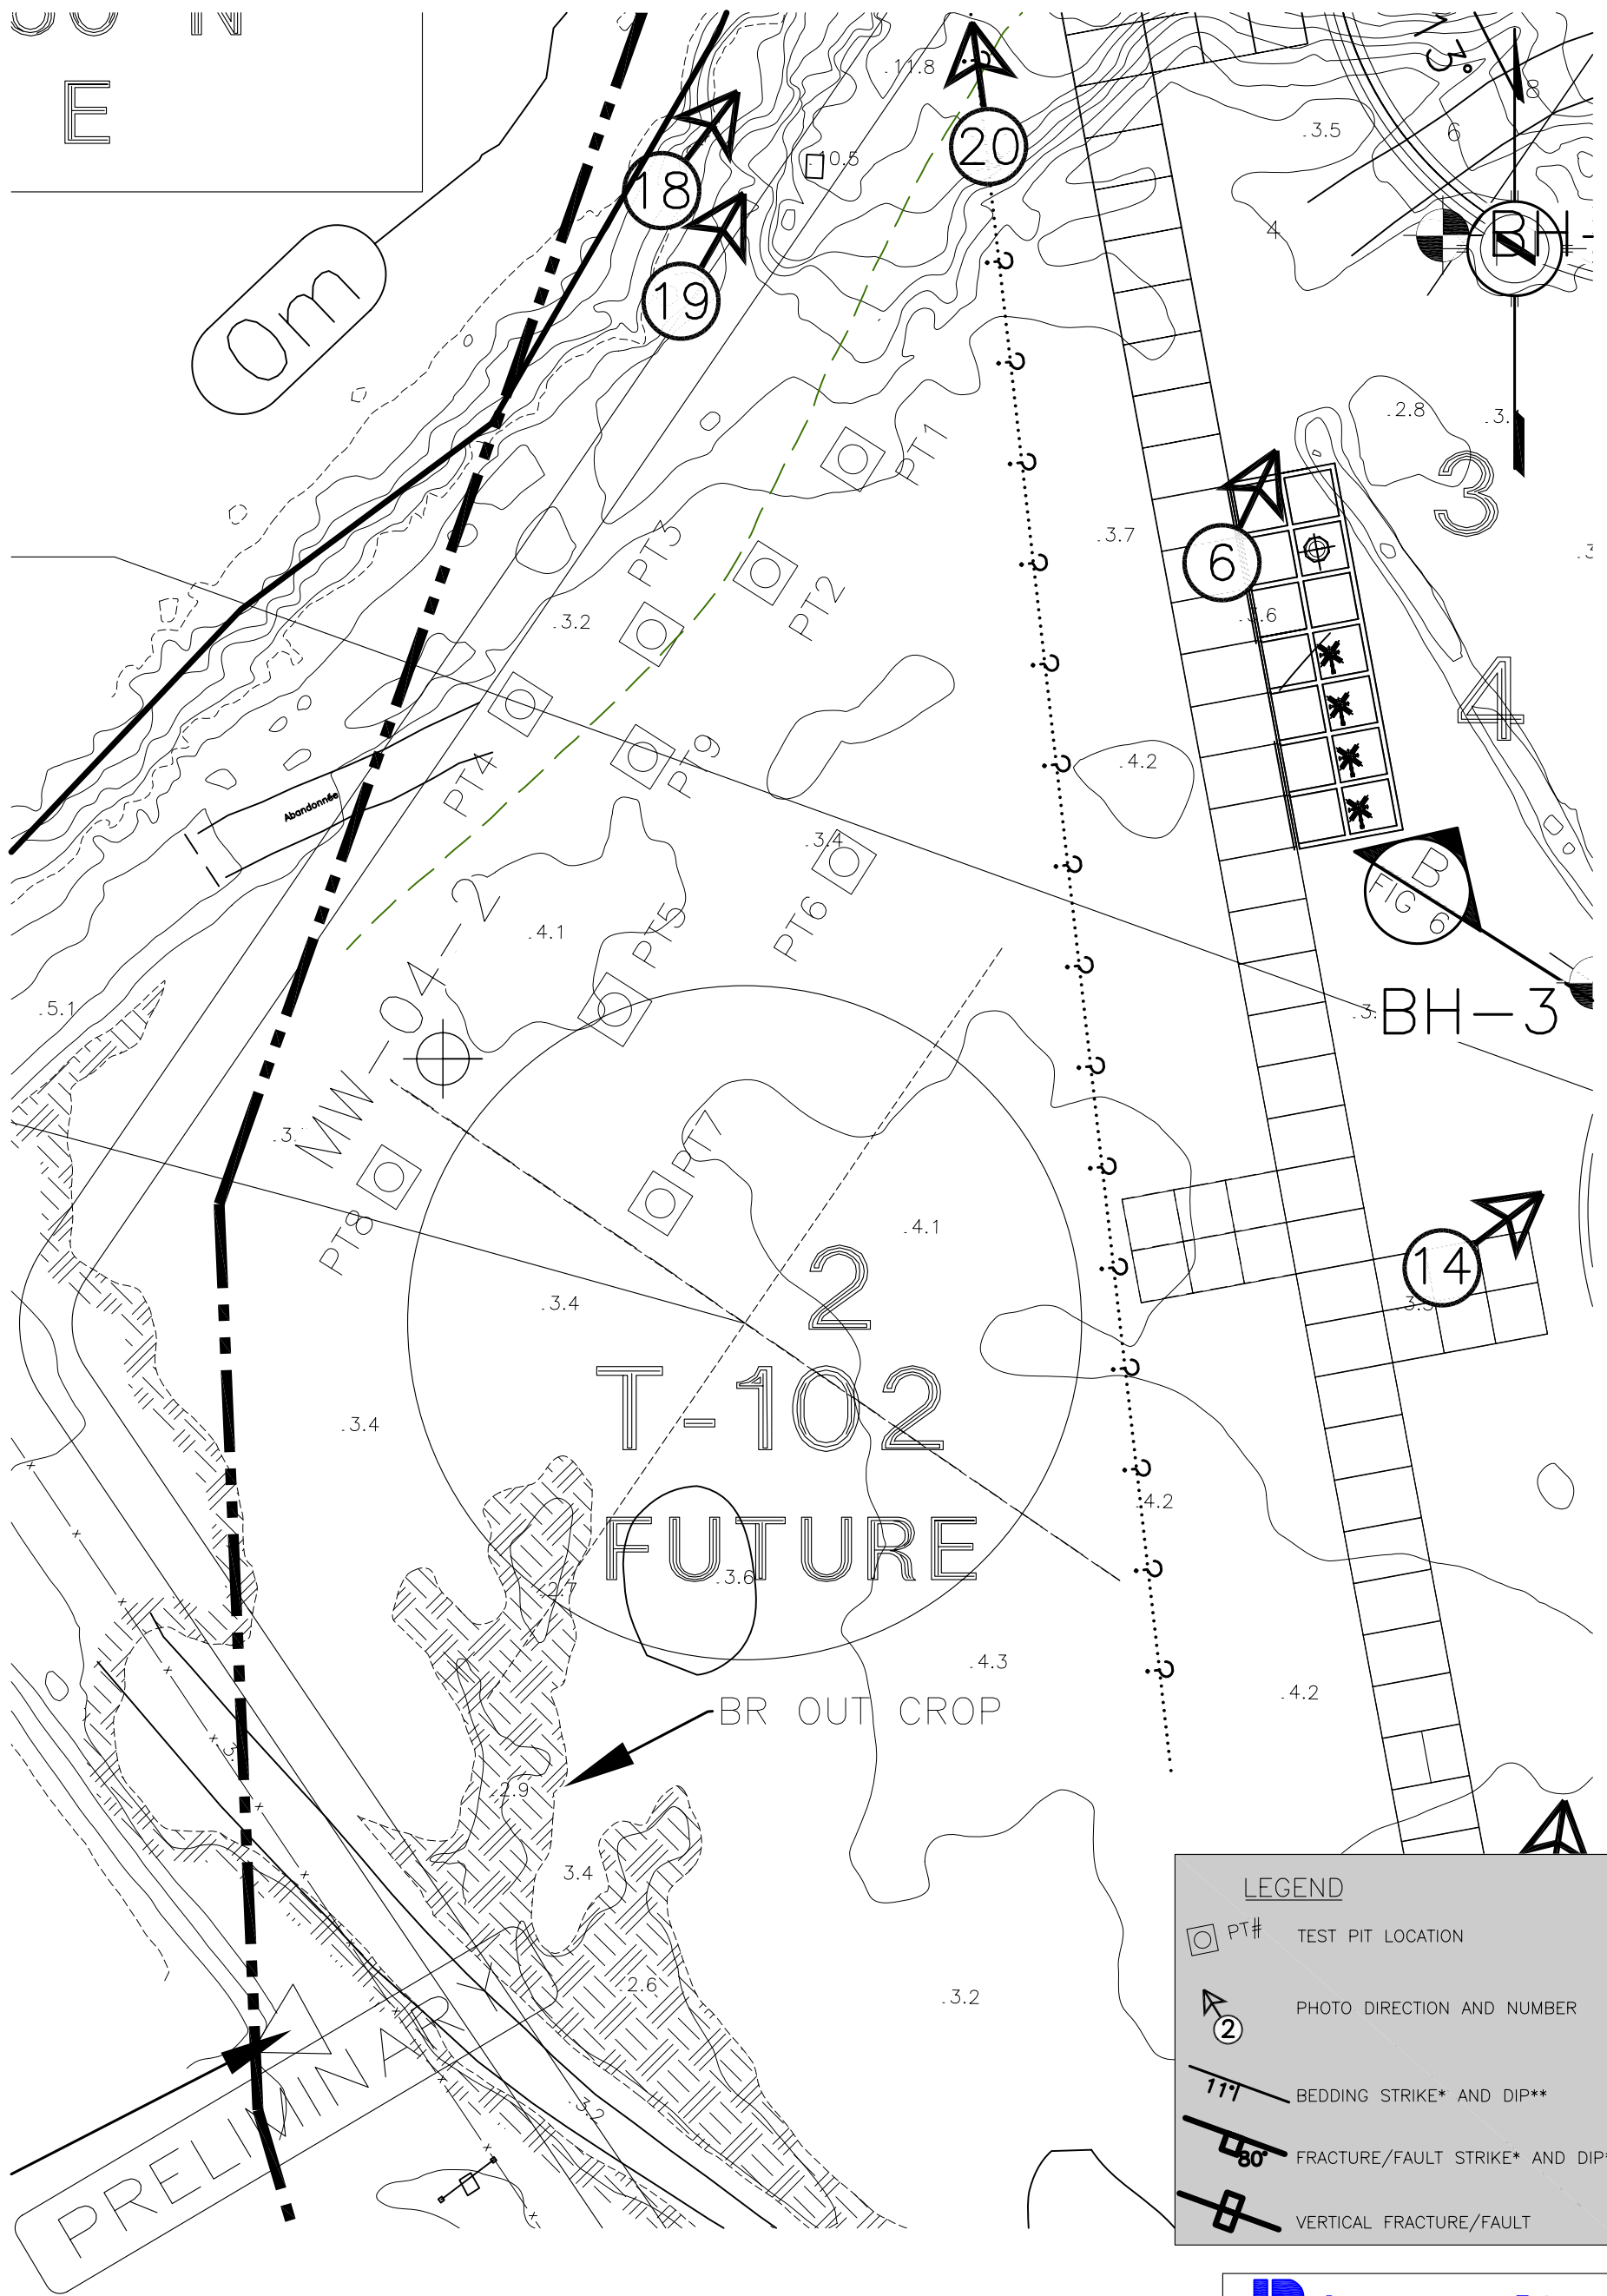 E
18
19
20
0m
11.8
10.5
3.5
8
6
4
13°
PT1
2.8
3
PT3
PT2
3.2
3.7
6
3.6
4
PT4
PT9
4.2
Abandonnée
3.4
PT6
B
FIG 6
MW-04-2
4.1
PT5
5.1
BH-3
PT7
PT8
4.1
14
2
T-102
FUTURE
3.4
3.4
4.2
2.7
3.6
4.3
4.2
BR OUT CROP
2.9
3.4
2.6
3.2
3.2
PRELIMINARY
LEGEND
PT# TEST PIT LOCATION
2 PHOTO DIRECTION AND NUMBER
11° BEDDING STRIKE* AND DIP**
80° FRACTURE/FAULT STRIKE* AND DIP*
VERTICAL FRACTURE/FAULT